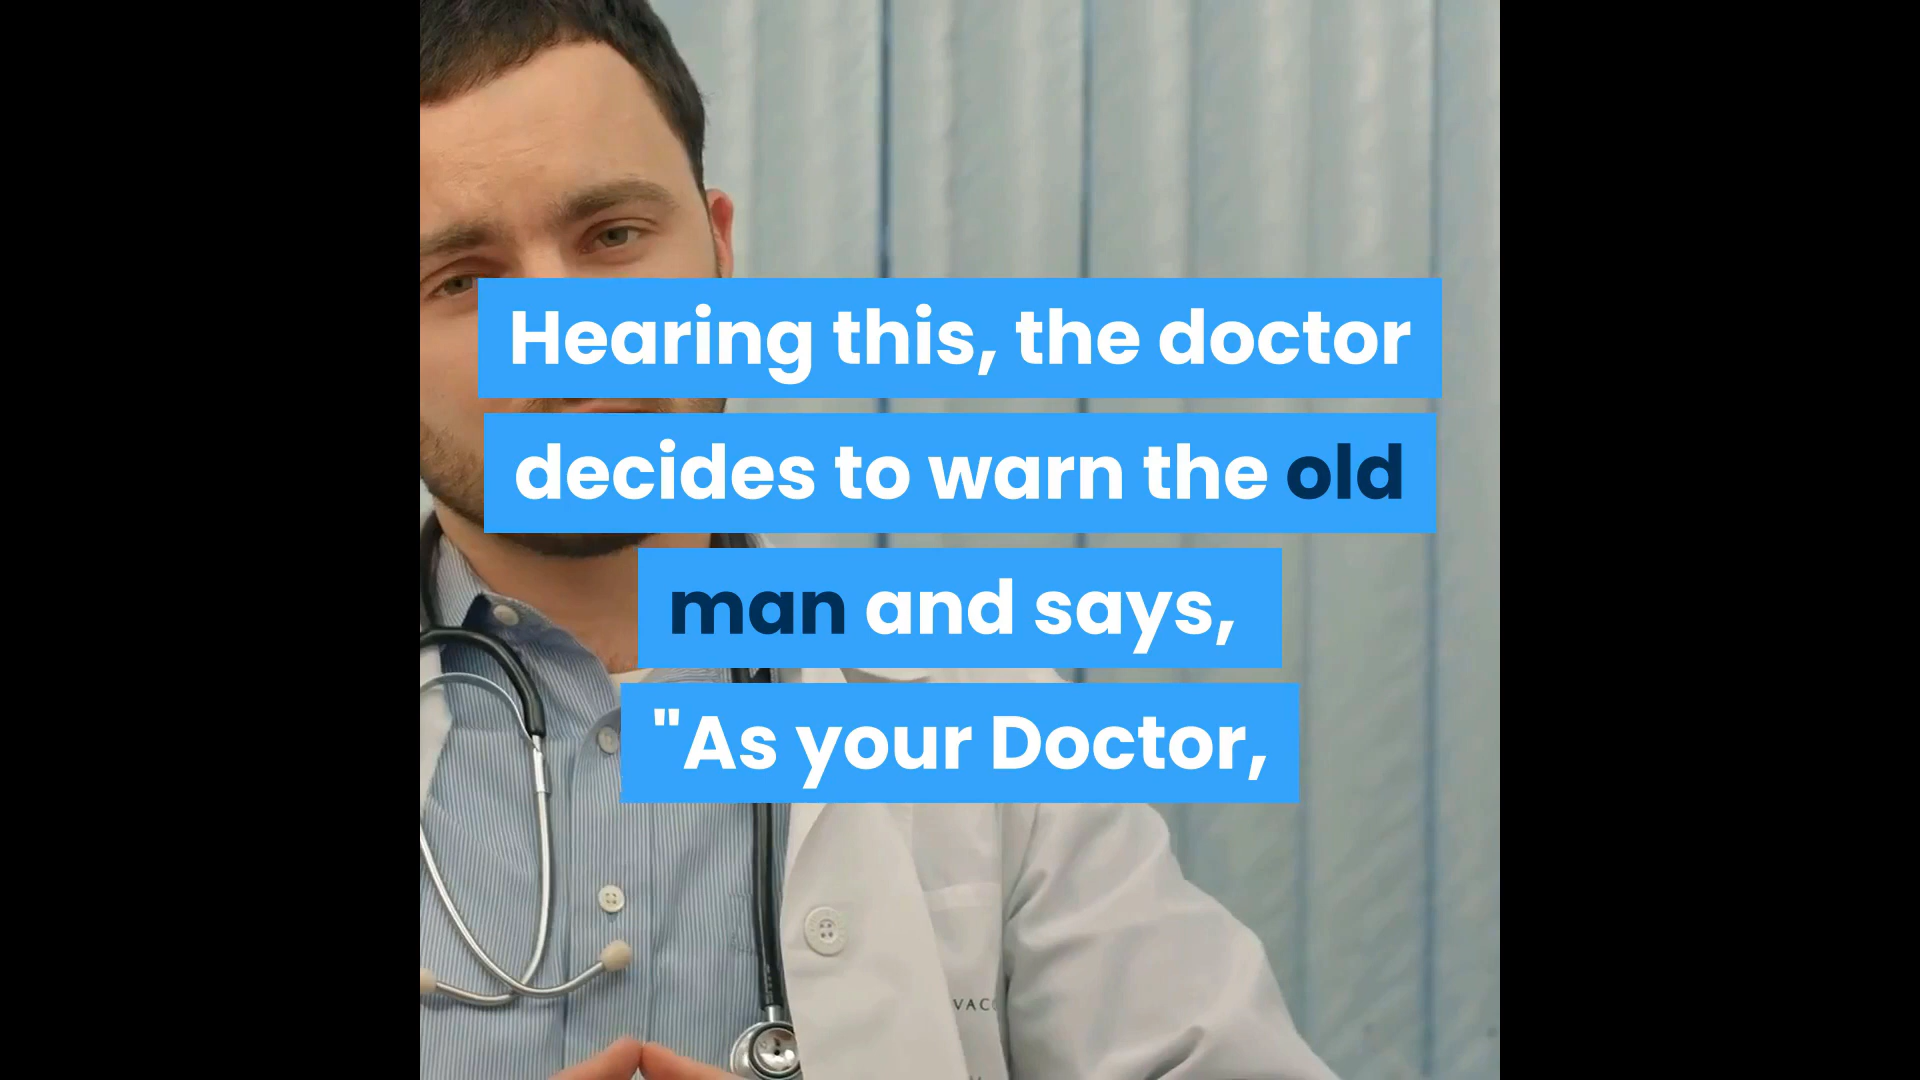 Hearing this, the doctor
decides to warn the old
man and says,
"As your Doctor,